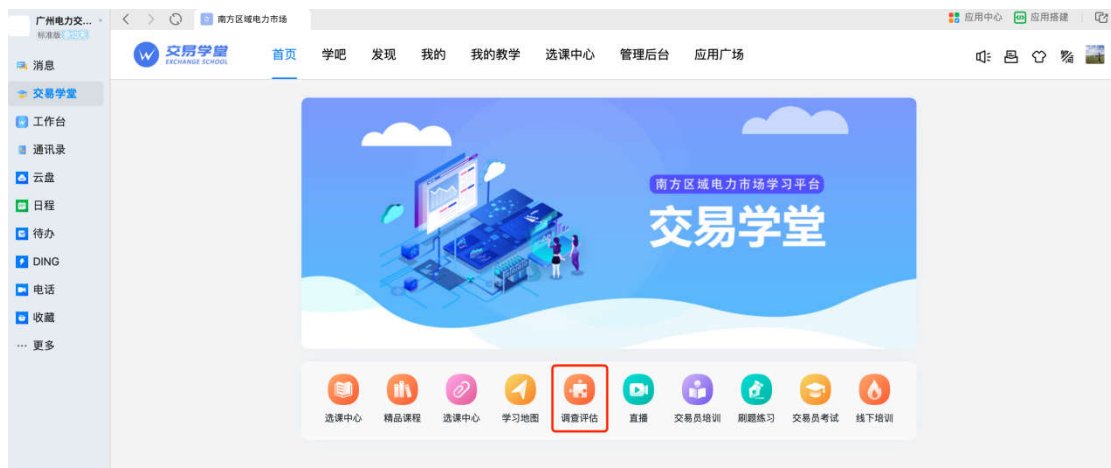 广州电力交...
标准版
南方区域电力市场
应用中心
应用搭建
交易学堂
EXCHANGE SCHOOL
首页 学吧 发现 我的 我的教学 选课中心 管理后台 应用广场
消息
交易学堂
工作台
通讯录
云盘
日程
待办
DING
电话
收藏
··· 更多
南方区域电力市场学习平台
交易学堂
选课中心 精品课程 选课中心 学习地图 调查评估 直播 交易员培训 刷题练习 交易员考试 线下培训